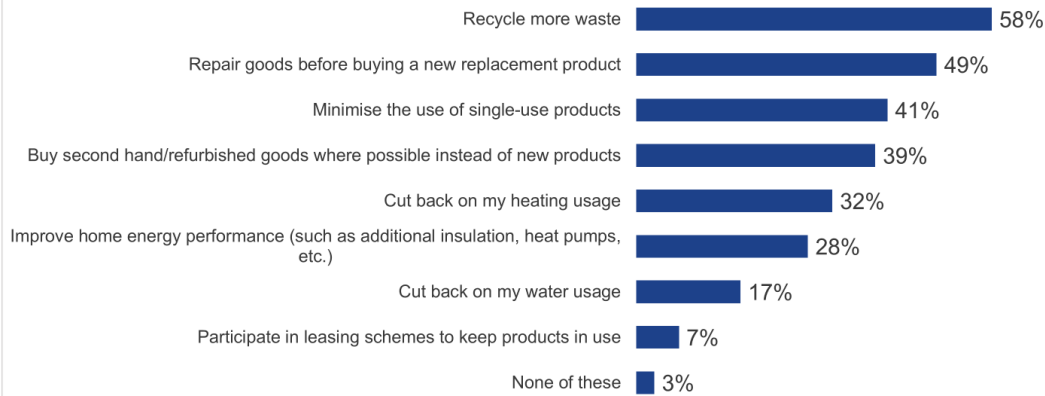 Recycle more waste 58%
Repair goods before buying a new replacement product 49%
Minimise the use of single-use products 41%
Buy second hand/refurbished goods where possible instead of new products 39%
Cut back on my heating usage 32%
Improve home energy performance (such as additional insulation, heat pumps,
etc.) 28%
Cut back on my water usage 17%
Participate in leasing schemes to keep products in use 7%
None of these 3%